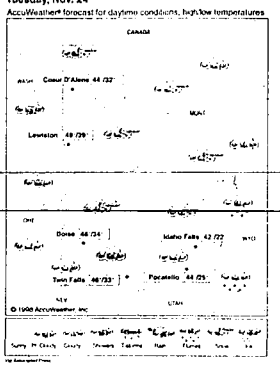 Tuesday, Nov. 24
AccuWeather® forecast for daytime conditions, high/low temperatures
CANADA
WASH
Coeur D'Alene 44°/32°
MONT
Lewiston 48°/39°
ORE
Boise 46°/34°
Idaho Falls 42°/22°
WYO
Twin Falls 46°/33°
Pocatello 44°/25°
NEV
UTAH
© 1998 AccuWeather, Inc.
Sunny Pt. Cloudy Cloudy Showers T-storms Rain Flurries Snow Ice
Via Associated Press